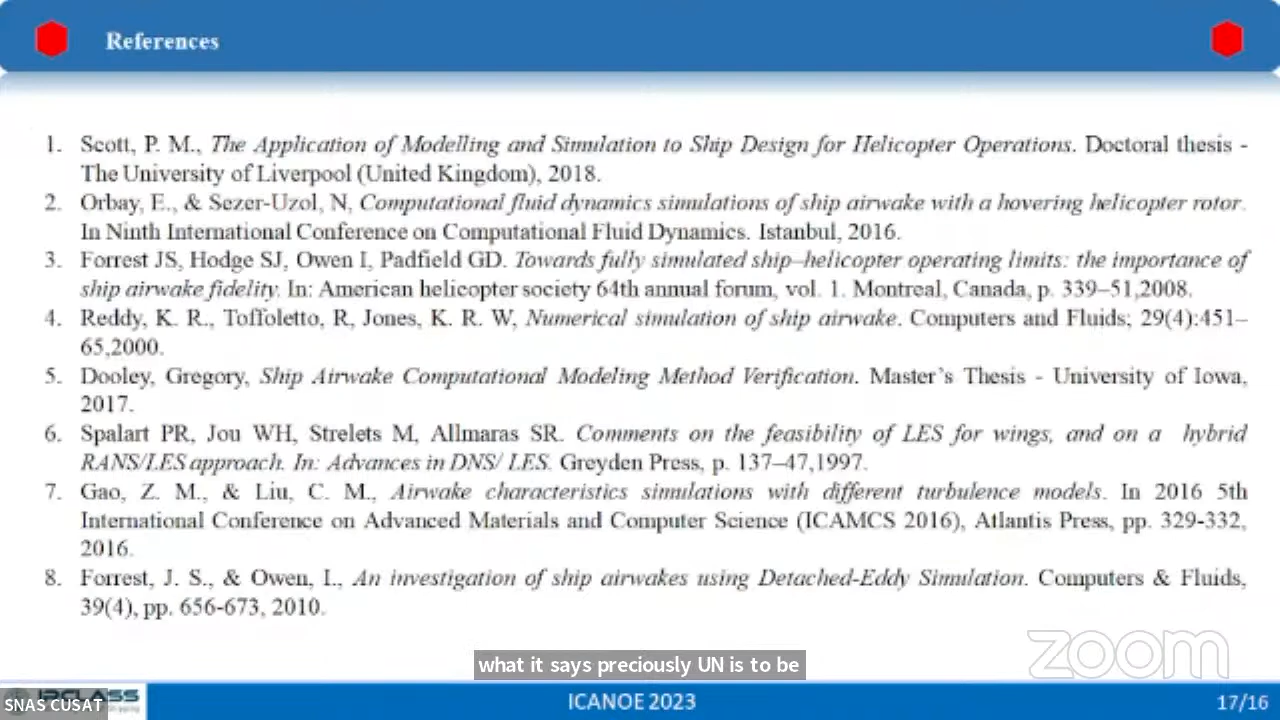 References
1. Scott, P. M., The Application of Modelling and Simulation to Ship Design for Helicopter Operations. Doctoral thesis -
The University of Liverpool (United Kingdom), 2018.
2. Orbay, E., & Sezer-Uzol, N, Computational fluid dynamics simulations of ship airwake with a hovering helicopter rotor.
In Ninth International Conference on Computational Fluid Dynamics. Istanbul, 2016.
3. Forrest JS, Hodge SJ, Owen I, Padfield GD. Towards fully simulated ship–helicopter operating limits: the importance of
ship airwake fidelity. In: American helicopter society 64th annual forum, vol. 1. Montreal, Canada, p. 339–51,2008.
4. Reddy, K. R., Toffoletto, R, Jones, K. R. W, Numerical simulation of ship airwake. Computers and Fluids; 29(4):451–
65,2000.
5. Dooley, Gregory, Ship Airwake Computational Modeling Method Verification. Master's Thesis - University of Iowa,
2017.
6. Spalart PR, Jou WH, Strelets M, Allmaras SR. Comments on the feasibility of LES for wings, and on a hybrid
RANS/LES approach. In: Advances in DNS/ LES. Greyden Press, p. 137–47,1997.
7. Gao, Z. M., & Liu, C. M., Airwake characteristics simulations with different turbulence models. In 2016 5th
International Conference on Advanced Materials and Computer Science (ICAMCS 2016), Atlantis Press, pp. 329-332,
2016.
8. Forrest, J. S., & Owen, I., An investigation of ship airwakes using Detached-Eddy Simulation. Computers & Fluids,
39(4), pp. 656-673, 2010.
zoom
what it says preciously UN is to be
SNAS CUSAT
ICANOE 2023
17/16